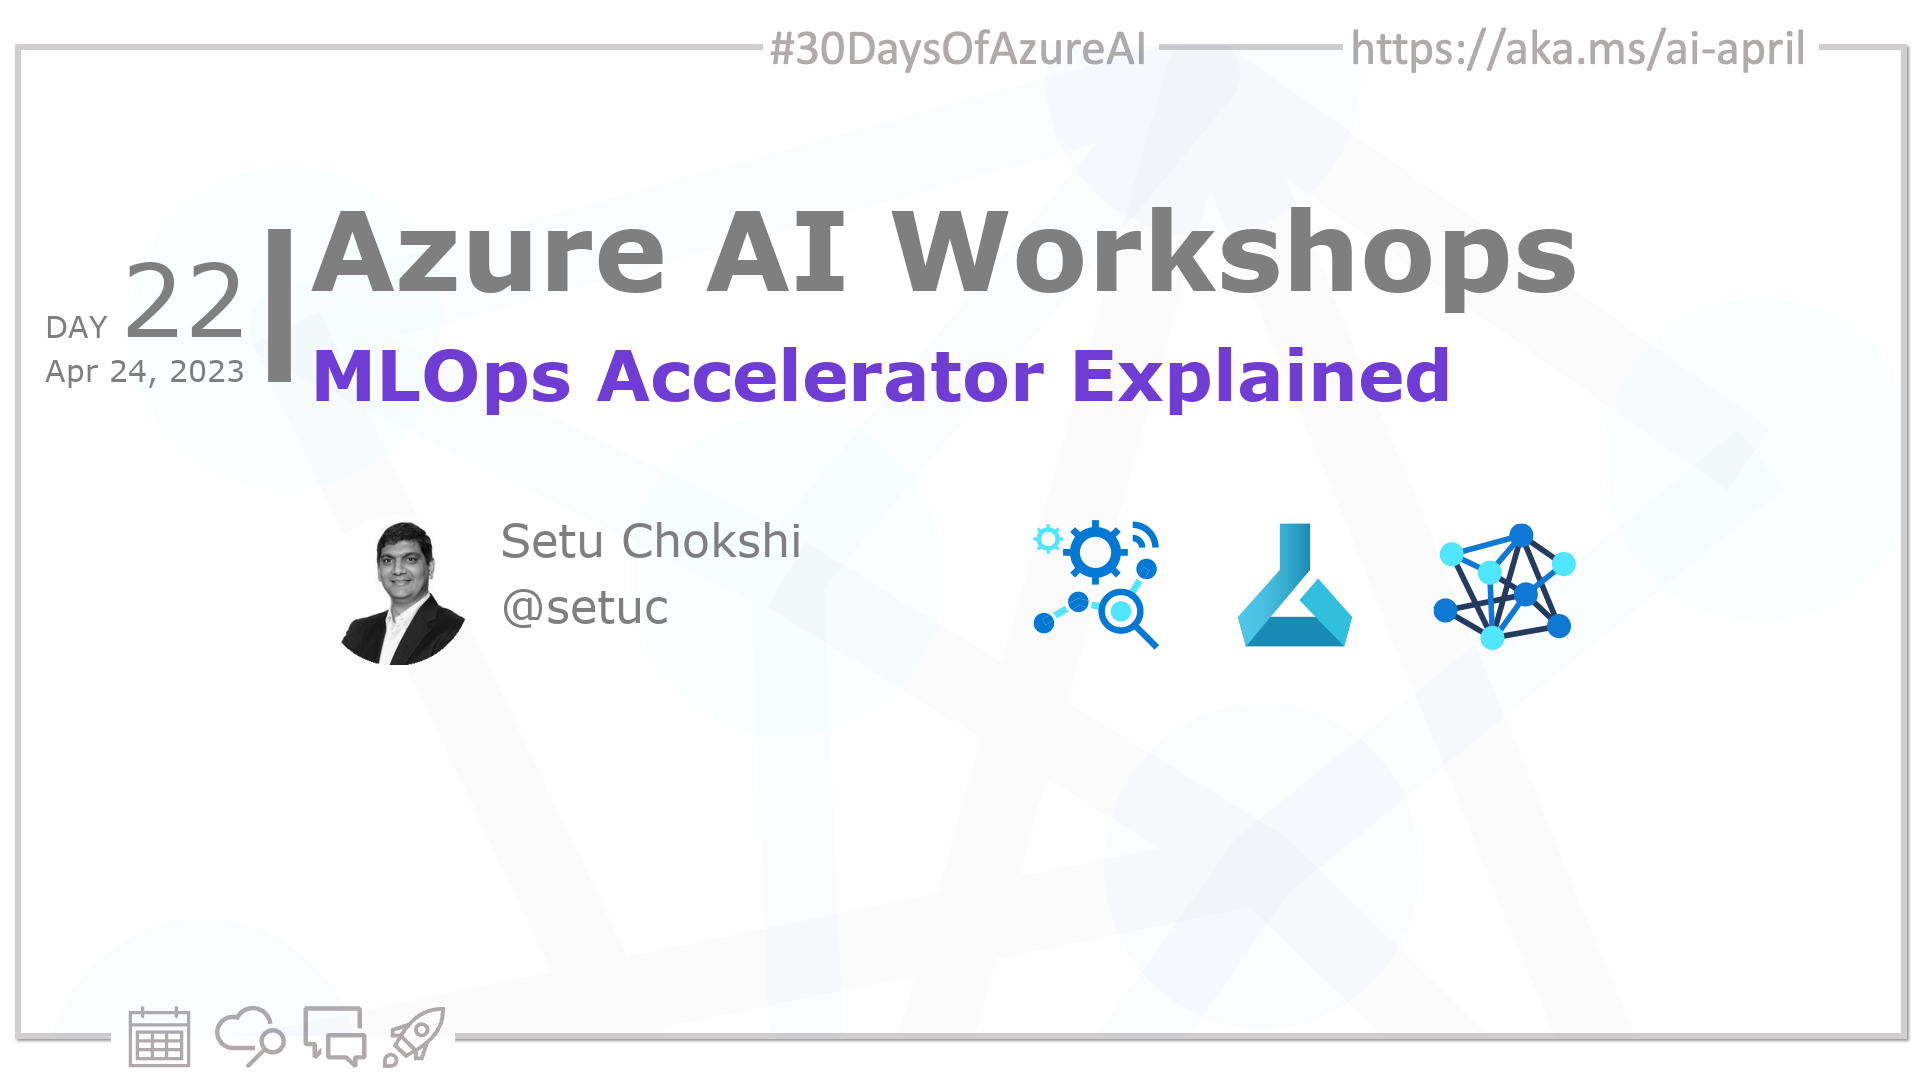 #30DaysOfAzureAI
https://aka.ms/ai-april
Azure AI Workshops
DAY 22
Apr 24, 2023
MLOps Accelerator Explained
Setu Chokshi
@setuc